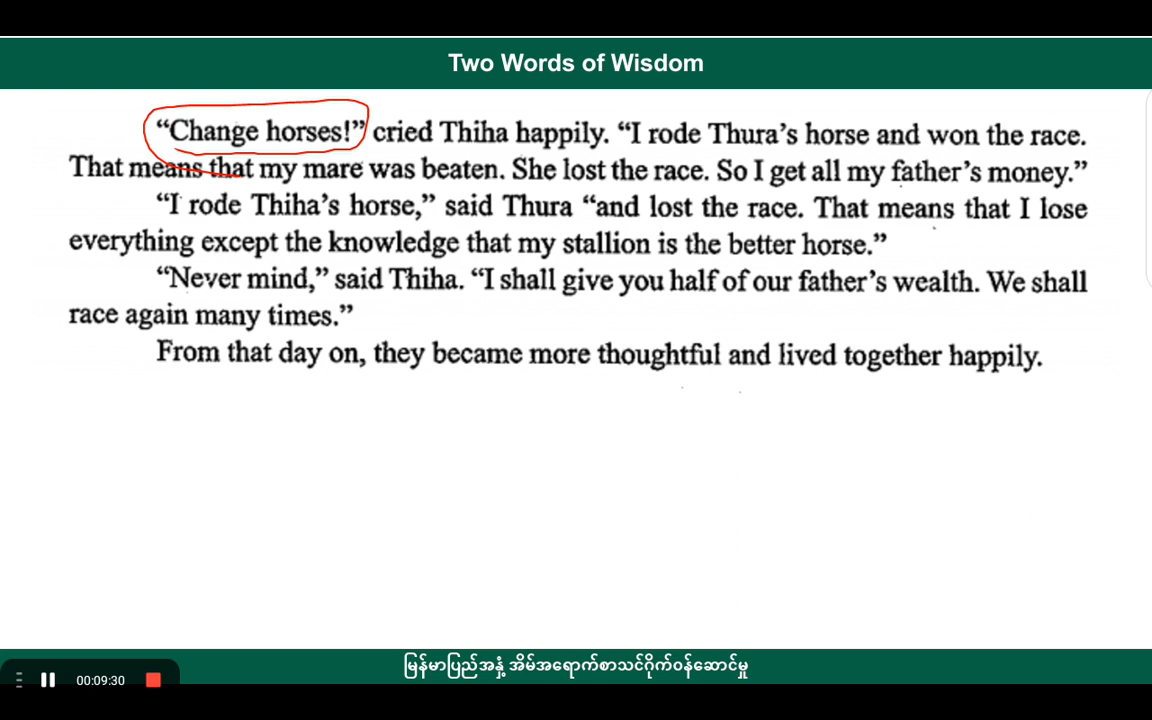 Two Words of Wisdom
“Change horses!” cried Thiha happily. “I rode Thura’s horse and won the race.
That means that my mare was beaten. She lost the race. So I get all my father’s money.”
“I rode Thiha’s horse,” said Thura “and lost the race. That means that I lose
everything except the knowledge that my stallion is the better horse.”
“Never mind,” said Thiha. “I shall give you half of our father’s wealth. We shall
race again many times.”
From that day on, they became more thoughtful and lived together happily.
မြန်မာပြည်အနှံ့ အိမ်အရောက်စာသင်ဂိုက်ဝန်ဆောင်မှု
00:09:30